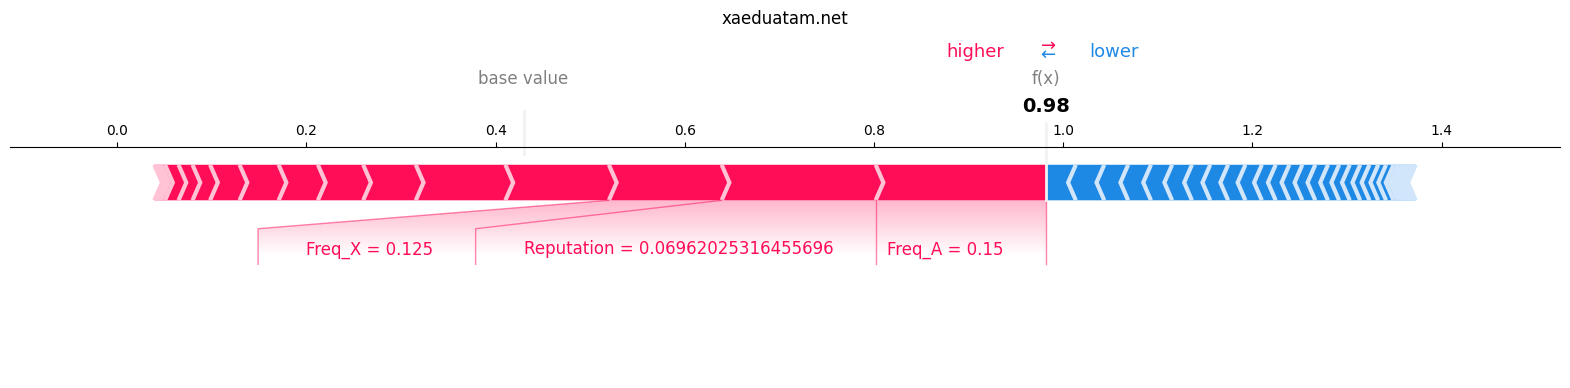 xaeduatam.net
higher → ← lower
base value
f(x)
0.98
0.0 0.2 0.4 0.6 0.8 1.0 1.2 1.4
Freq_X = 0.125
Reputation = 0.06962025316455696
Freq_A = 0.15